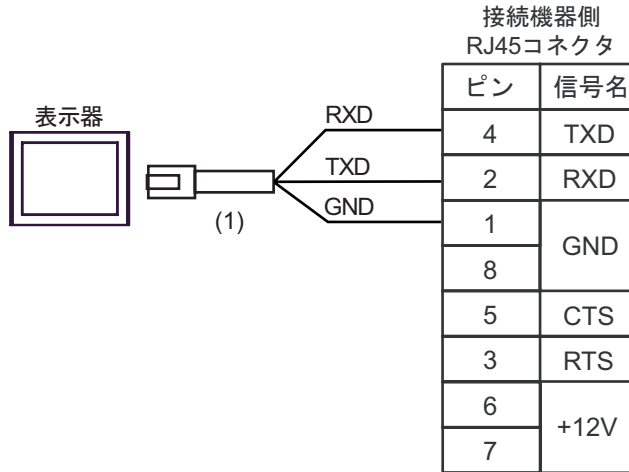 接続機器側
RJ45コネクタ
ピン 信号名
表示器
RXD
4 TXD
TXD
2 RXD
GND
(1)
1
GND
8
5 CTS
3 RTS
6
+12V
7